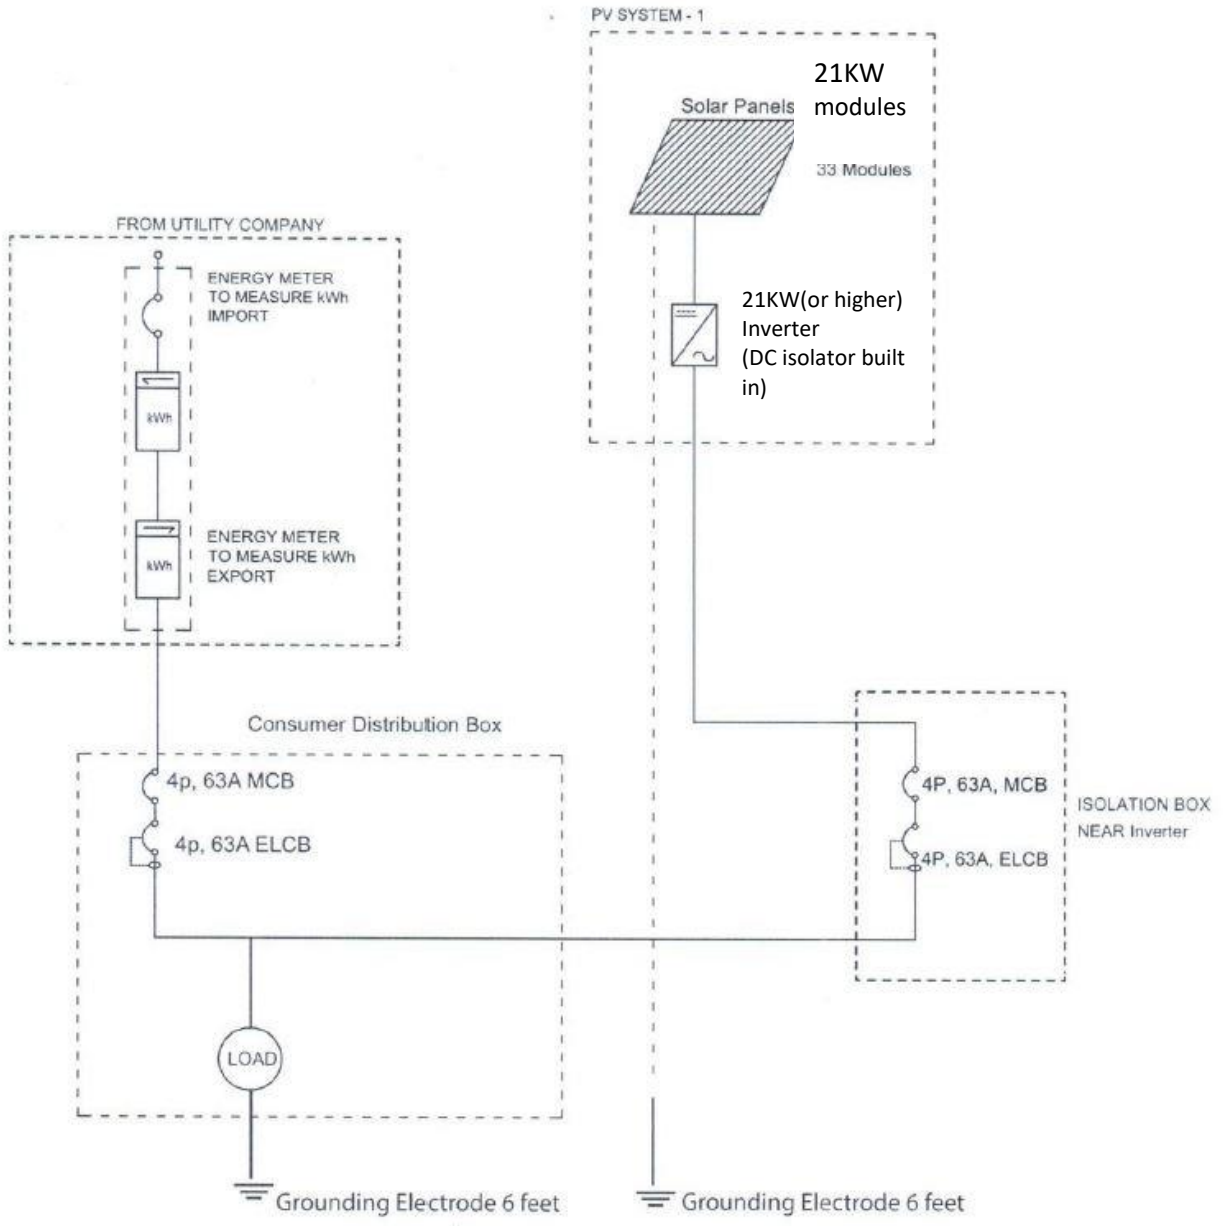 PV SYSTEM - 1
21KW
modules
Solar Panels
33 Modules
21KW(or higher)
Inverter
(DC isolator built
in)
FROM UTILITY COMPANY
ENERGY METER
TO MEASURE kWh
IMPORT
kWh
ENERGY METER
TO MEASURE kWh
EXPORT
kWh
Consumer Distribution Box
4p, 63A MCB
4p, 63A ELCB
LOAD
Grounding Electrode 6 feet
4P, 63A, MCB
4P, 63A, ELCB
ISOLATION BOX
NEAR Inverter
Grounding Electrode 6 feet